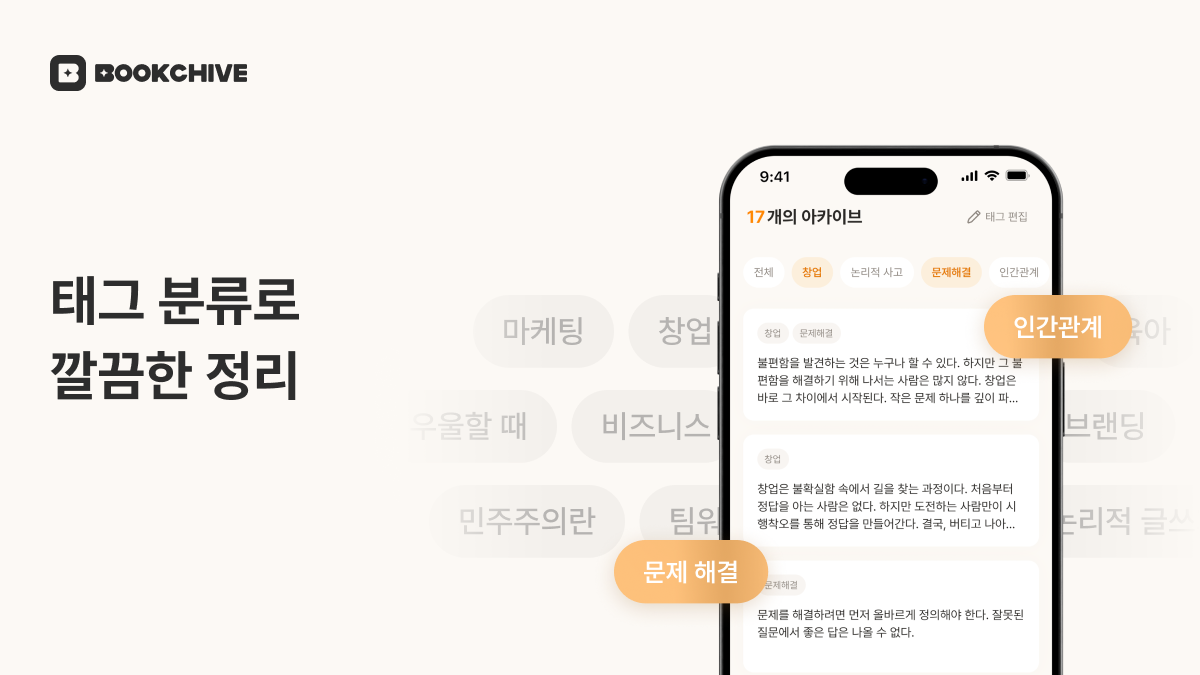 BOOKCHIVE
태그 분류로
깔끔한 정리
9:41
17개의 아카이브
태그 편집
전체
창업
논리적 사고
문제해결
인간관계
인간관계
마케팅
창업
육아
창업
문제해결
불편함을 발견하는 것은 누구나 할 수 있다. 하지만 그 불
편함을 해결하기 위해 나서는 사람은 많지 않다. 창업은
바로 그 차이에서 시작된다. 작은 문제 하나를 깊이 파...
우울할 때
비즈니스
브랜딩
창업
창업은 불확실함 속에서 길을 찾는 과정이다. 처음부터
정답을 아는 사람은 없다. 하지만 도전하는 사람만이 시
행착오를 통해 정답을 만들어간다. 결국, 버티고 나아...
민주주의란
팀워
논리적 글쓰
문제 해결
문제해결
문제를 해결하려면 먼저 올바르게 정의해야 한다. 잘못된
질문에서 좋은 답은 나올 수 없다.